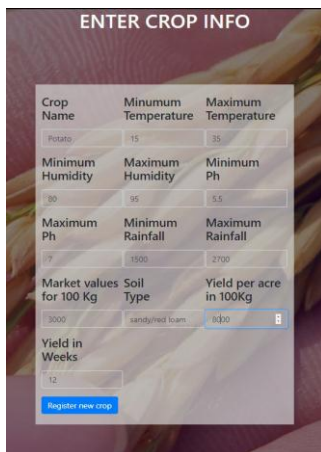 ENTER CROP INFO
Crop Name
Minumum Temperature
Maximum Temperature
Potato
15
35
Minimum Humidity
Maximum Humidity
Minimum Ph
80
95
5.5
Maximum Ph
Minimum Rainfall
Maximum Rainfall
7
1500
2700
Market values for 100 Kg
Soil Type
Yield per acre in 100Kg
3000
sandy/red loam
8000
Yield in Weeks
12
Register new crop